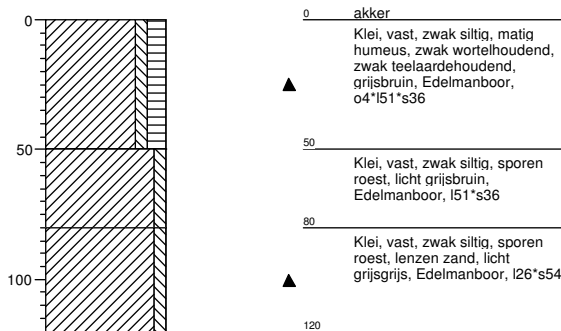 0
50
100
0 akker
Klei, vast, zwak siltig, matig
humeus, zwak wortelhoudend,
zwak teelaardehoudend,
grijsbruin, Edelmanboor,
o4*l51*s36
50
Klei, vast, zwak siltig, sporen
roest, licht grijsbruin,
Edelmanboor, l51*s36
80
Klei, vast, zwak siltig, sporen
roest, lenzen zand, licht
grijsgrijs, Edelmanboor, l26*s54
120